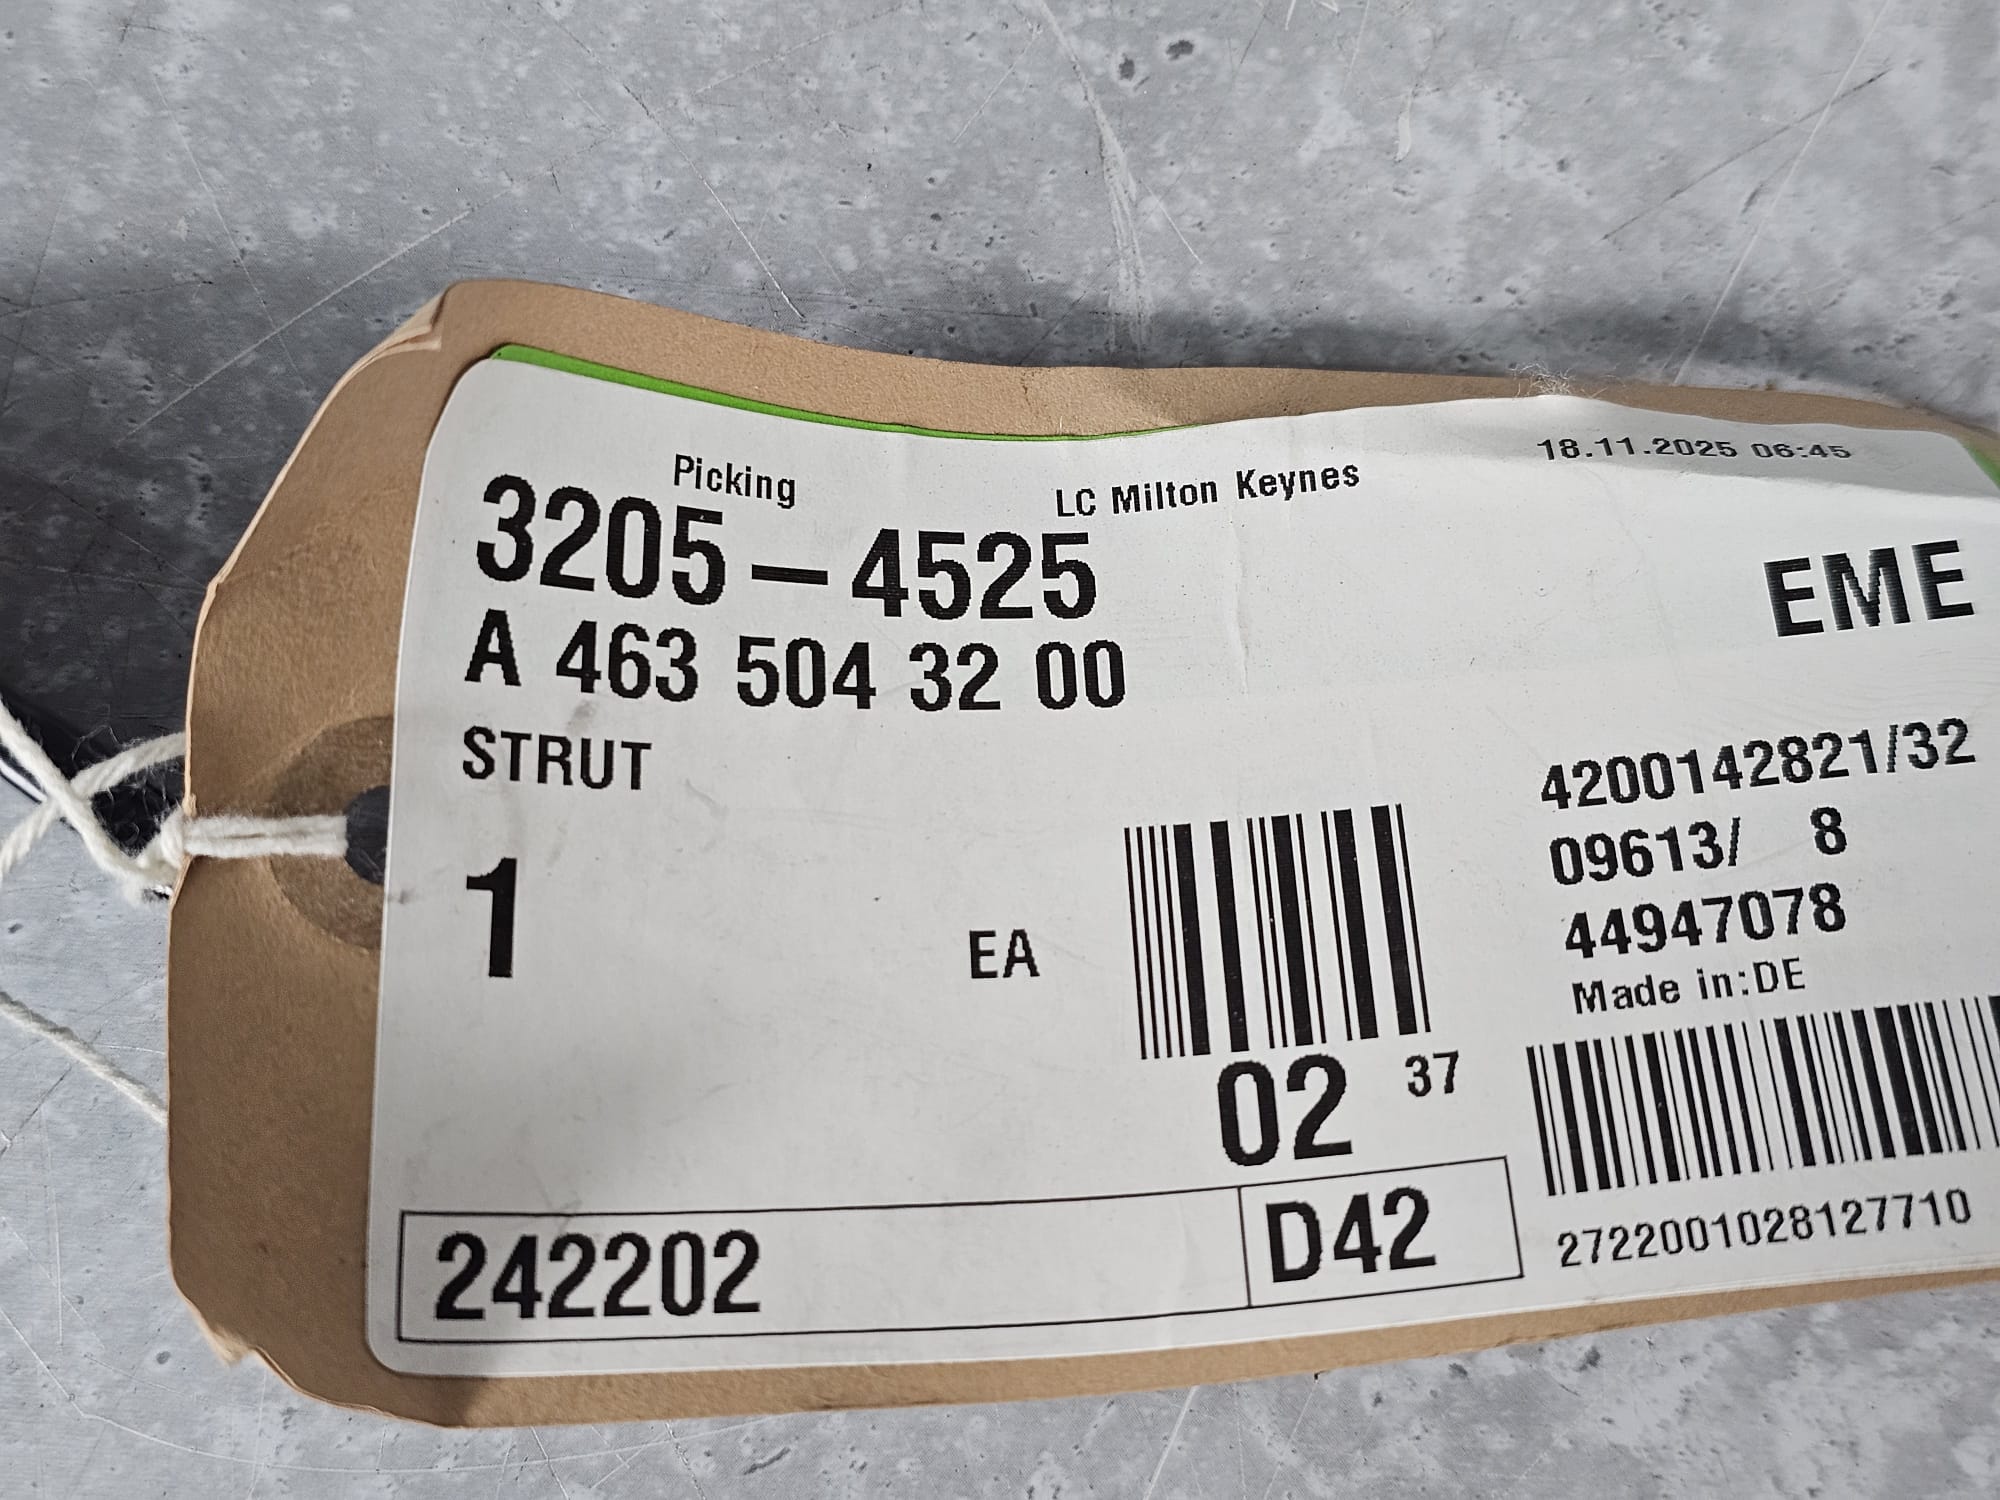 Picking
LC Milton Keynes
18.11.2025 06:45
3205-4525
EME
A 463 504 32 00
STRUT
4200142821/32
09613/ 8
44947078
Made in:DE
1
EA
02 37
242202
D42
2722001028127710